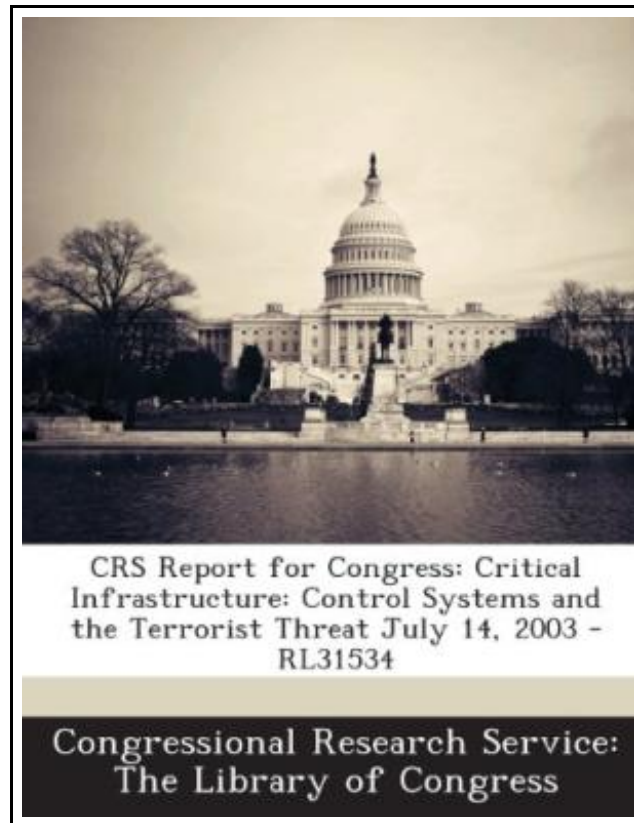 CRS Report for Congress: Critical
Infrastructure: Control Systems and
the Terrorist Threat July 14, 2003 -
RL31534
Congressional Research Service:
The Library of Congress